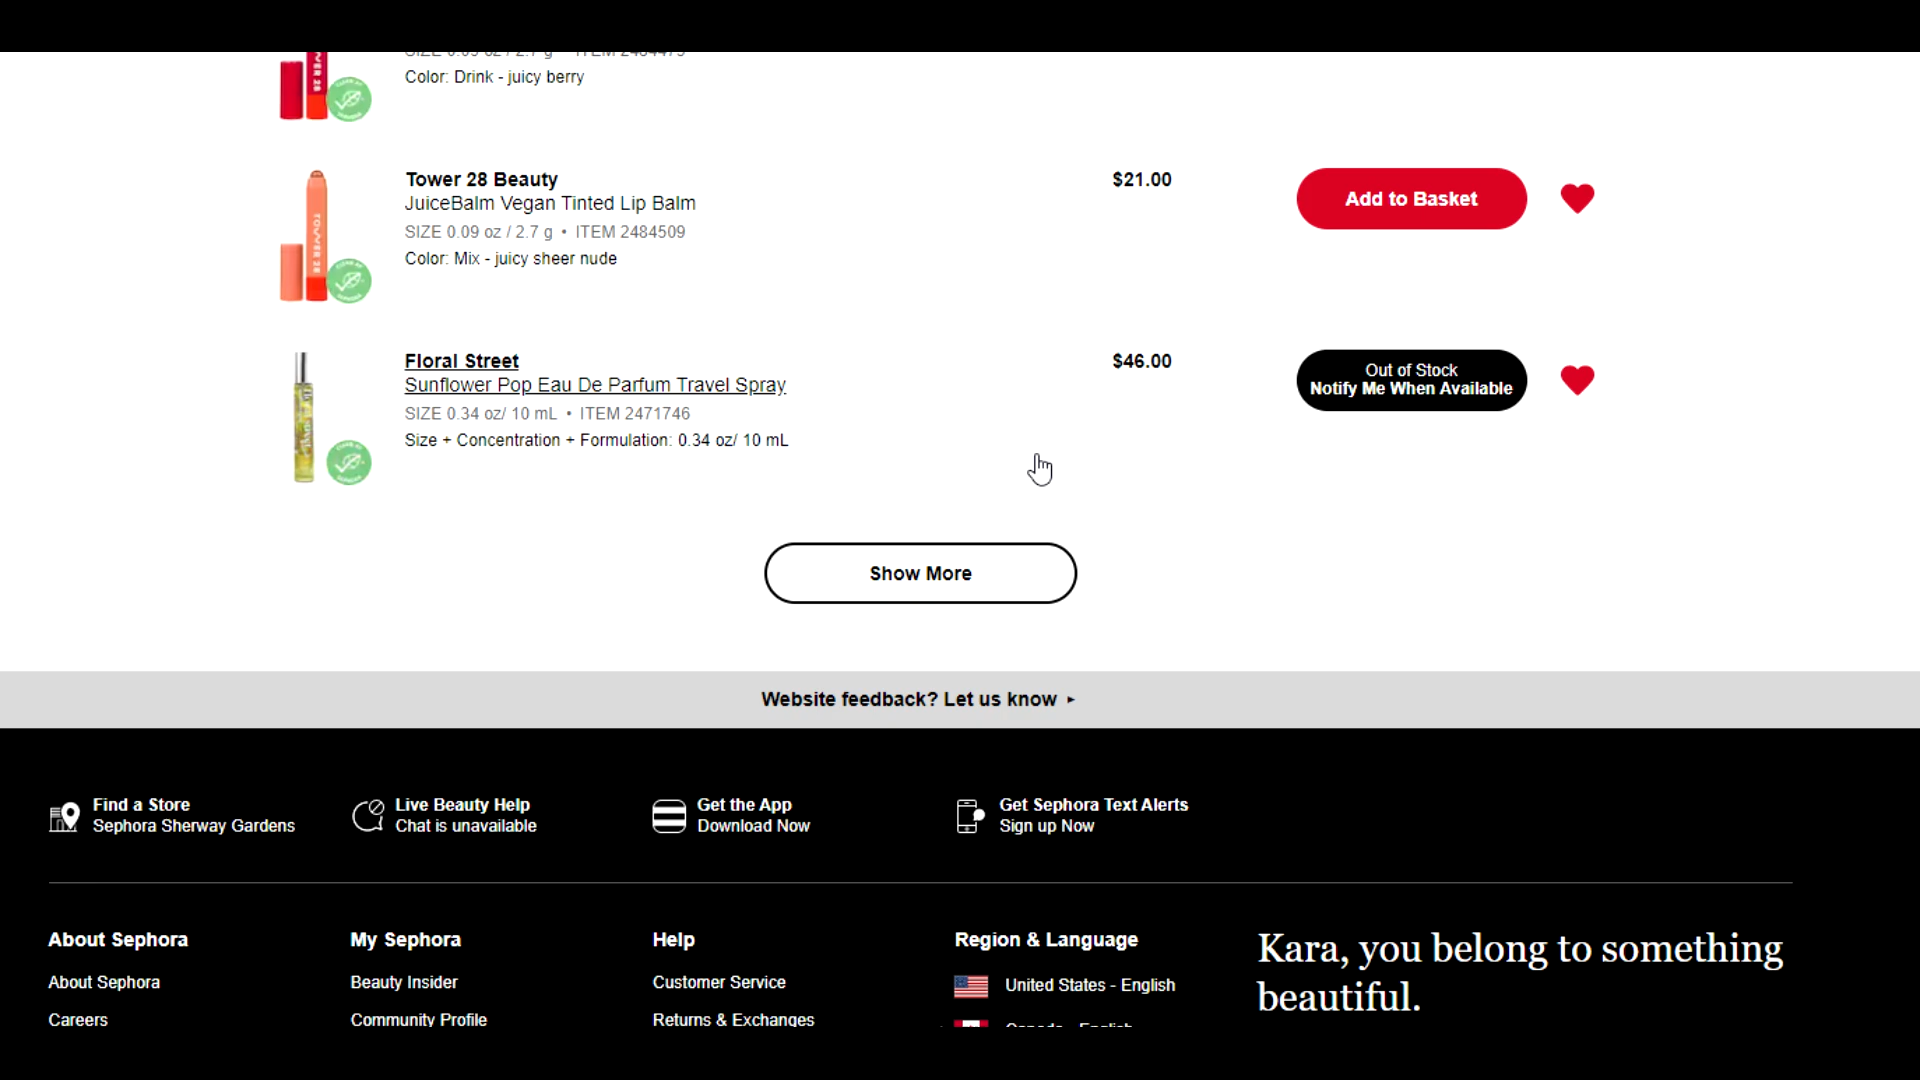 Color: Drink - juicy berry
Tower 28 Beauty
$21.00
Add to Basket
JuiceBalm Vegan Tinted Lip Balm
SIZE 0.09 oz / 2.7 g • ITEM 2484509
Color: Mix - juicy sheer nude
TOWER 28
Floral Street
$46.00
Out of Stock
Notify Me When Available
Sunflower Pop Eau De Parfum Travel Spray
SIZE 0.34 oz/ 10 mL • ITEM 2471746
Size + Concentration + Formulation: 0.34 oz/ 10 mL
Show More
Website feedback? Let us know ▸
Find a Store
Sephora Sherway Gardens
Live Beauty Help
Chat is unavailable
Get the App
Download Now
Get Sephora Text Alerts
Sign up Now
About Sephora
About Sephora
Careers
My Sephora
Beauty Insider
Community Profile
Help
Customer Service
Returns & Exchanges
Region & Language
United States - English
Canada - English
Kara, you belong to something
beautiful.